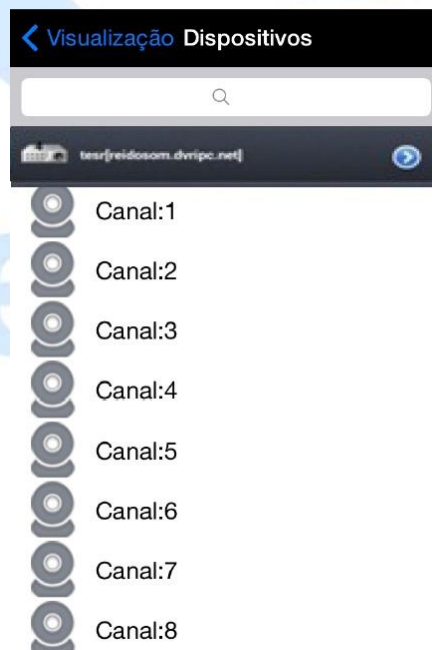 Visualização Dispositivos
tesr[reidosom.dvripc.net]
Canal:1
Canal:2
Canal:3
Canal:4
Canal:5
Canal:6
Canal:7
Canal:8